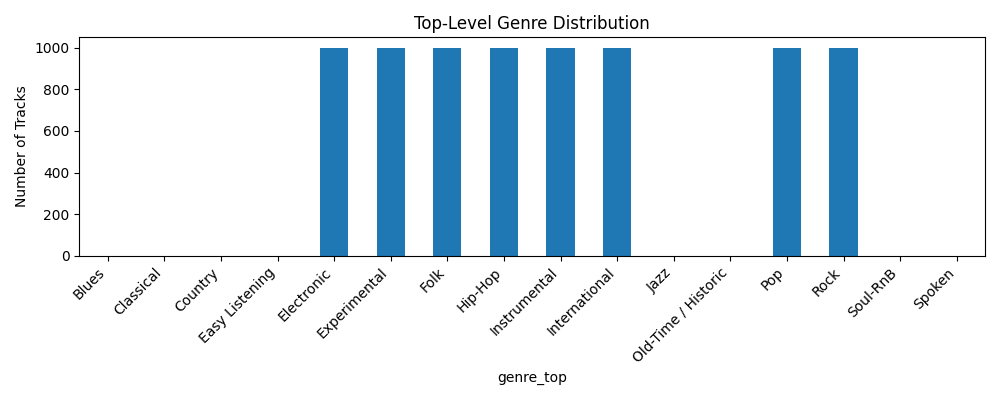 Top-Level Genre Distribution
Number of Tracks
1000
800
600
400
200
0
Blues
Classical
Country
Easy Listening
Electronic
Experimental
Folk
Hip-Hop
Instrumental
International
Jazz
Old-Time / Historic
Pop
Rock
Soul-RnB
Spoken
genre_top